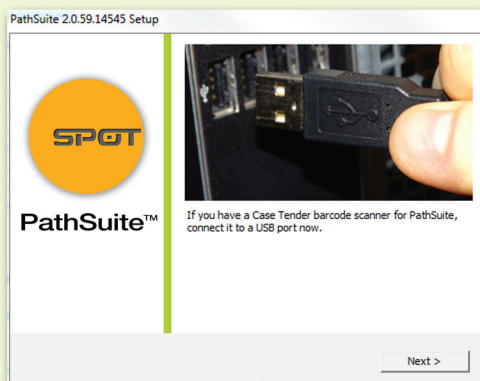 PathSuite 2.0.59.14545 Setup
SPOT
PathSuite™
If you have a Case Tender barcode scanner for PathSuite,
connect it to a USB port now.
Next >